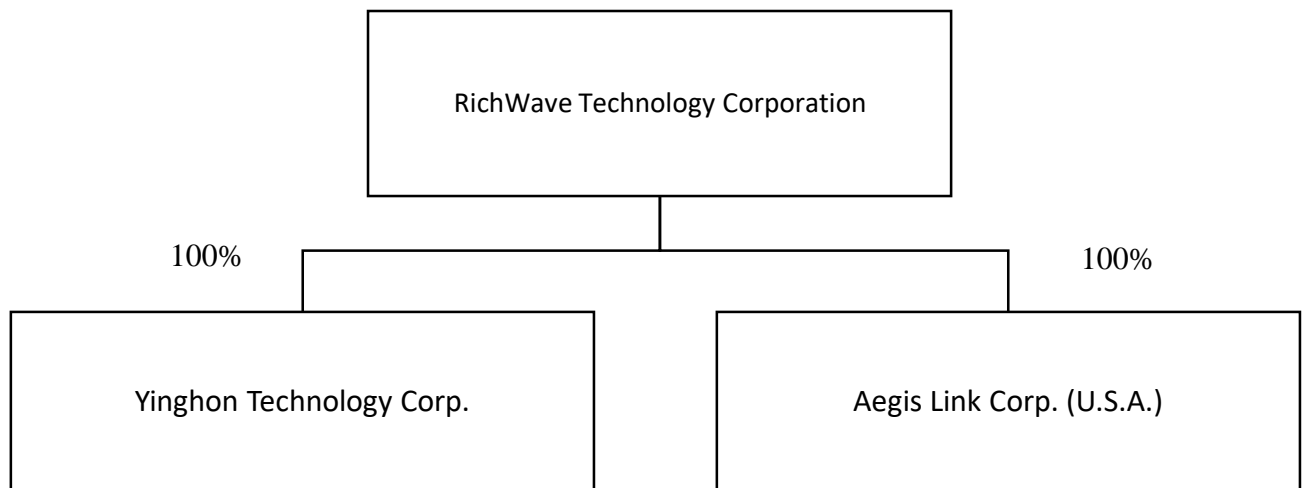 RichWave Technology Corporation
100%
100%
Yinghon Technology Corp.
Aegis Link Corp. (U.S.A.)